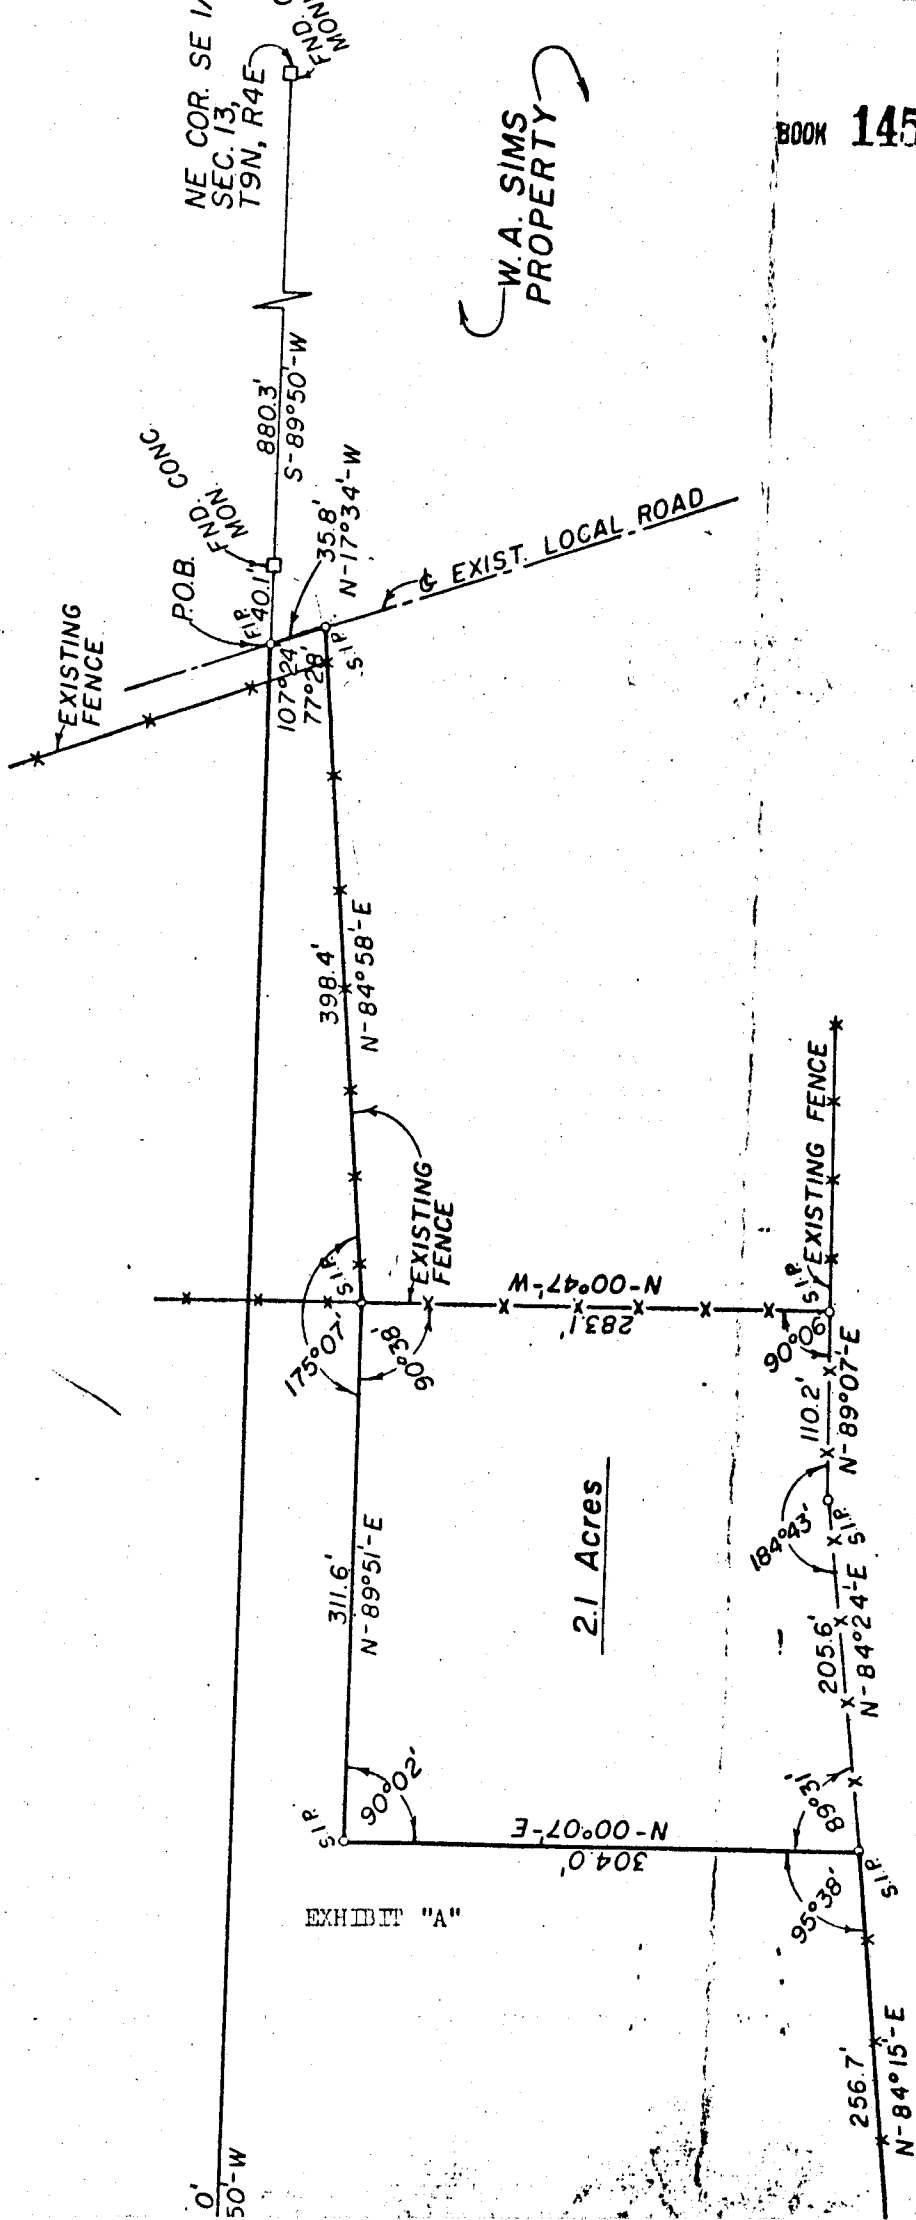 NE COR. SE
SEC. 13,
T9N, R4E
FND.
MON
BOOK 145
W.A. SIMS
PROPERTY
880.3'
S-89°50'-W
FND. CONC
MON.
P.O.B.
F.I.P.
40.1'
35.8'
N-17°34'-W
℄ EXIST. LOCAL ROAD
EXISTING
FENCE
107°24'
77°28'
S.I.P.
398.4'
N-84°58'-E
EXISTING
FENCE
S.I.P.
175°07'
90°38'
N-00°47'-W
283.1'
EXISTING FENCE
S.I.P.
90°06'
110.2'
N-89°07'-E
184°43'
S.I.P.
205.6'
N-84°24'-E
2.1 Acres
311.6'
N-89°51'-E
S.I.P.
90°02'
N-00°07'-E
304.0'
89°31'
95°38'
S.I.P.
EXHIBIT "A"
256.7'
N-84°15'-E
0'
50'-W